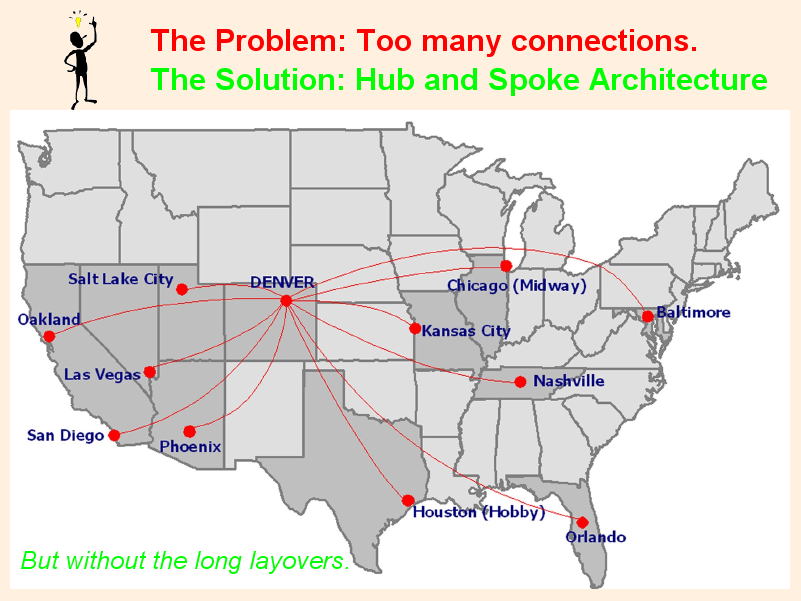 The Problem: Too many connections.
The Solution: Hub and Spoke Architecture
Salt Lake City
DENVER
Chicago (Midway)
Oakland
Baltimore
Kansas City
Las Vegas
Nashville
San Diego
Phoenix
Houston (Hobby)
Orlando
But without the long layovers.